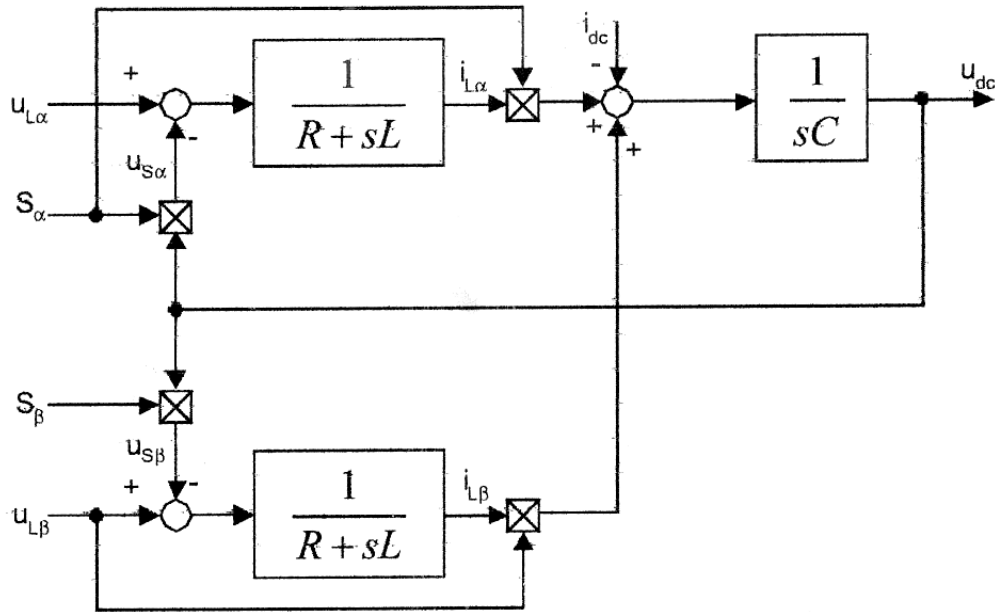 i_dc
-
u_Lα
+
-
1
R + sL
i_Lα
+
+
1
sC
u_dc
u_Sα
S_α
S_β
u_Sβ
u_Lβ
+
-
1
R + sL
i_Lβ